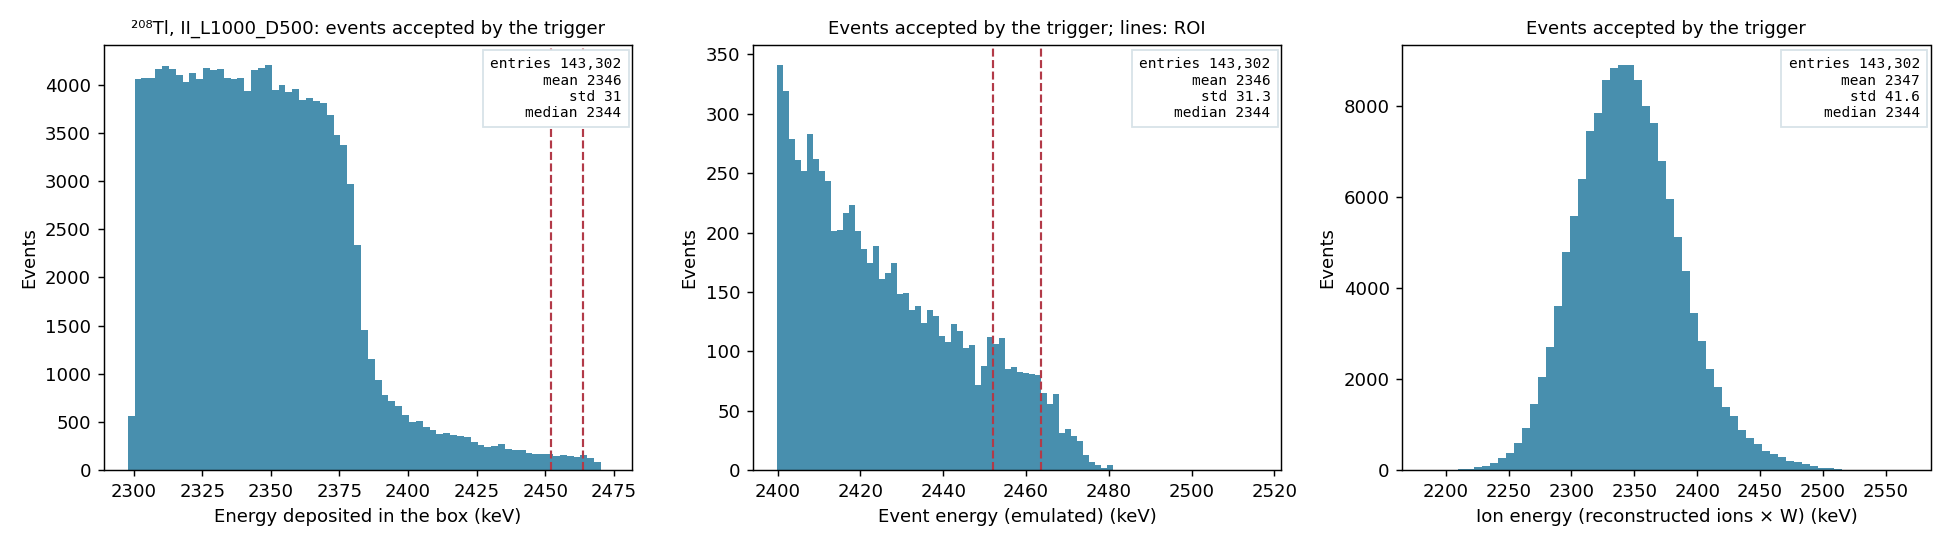 ²⁰⁸Tl, II_L1000_D500: events accepted by the trigger
entries 143,302
mean 2346
std 31
median 2344
Events
4000
3500
3000
2500
2000
1500
1000
500
0
2300 2325 2350 2375 2400 2425 2450 2475
Energy deposited in the box (keV)
Events accepted by the trigger; lines: ROI
entries 143,302
mean 2346
std 31.3
median 2344
Events
350
300
250
200
150
100
50
0
2400 2420 2440 2460 2480 2500 2520
Event energy (emulated) (keV)
Events accepted by the trigger
entries 143,302
mean 2347
std 41.6
median 2344
Events
8000
6000
4000
2000
0
2200 2250 2300 2350 2400 2450 2500 2550
Ion energy (reconstructed ions × W) (keV)